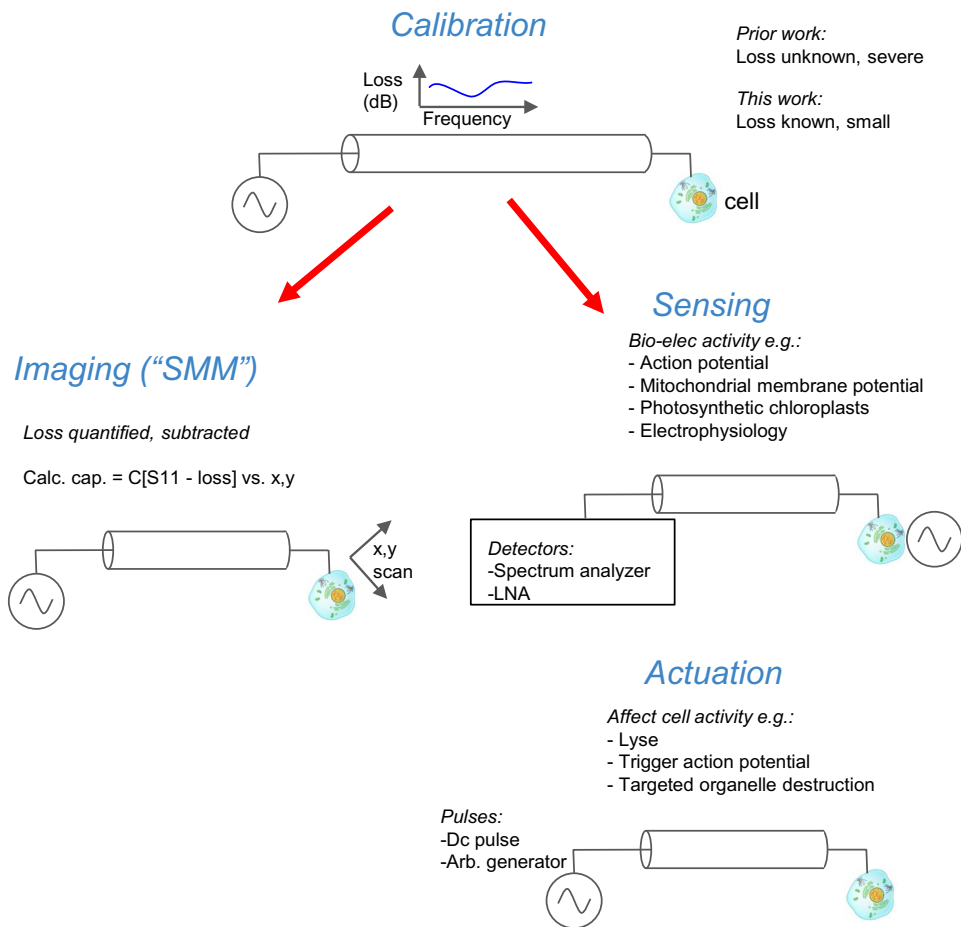 Calibration
Prior work:
Loss unknown, severe
This work:
Loss known, small
Loss
(dB)
Frequency
cell
Imaging (“SMM”)
Loss quantified, subtracted
Calc. cap. = C[S11 - loss] vs. x,y
x,y
scan
Sensing
Bio-elec activity e.g.:
- Action potential
- Mitochondrial membrane potential
- Photosynthetic chloroplasts
- Electrophysiology
Detectors:
-Spectrum analyzer
-LNA
Actuation
Affect cell activity e.g.:
- Lyse
- Trigger action potential
- Targeted organelle destruction
Pulses:
-Dc pulse
-Arb. generator